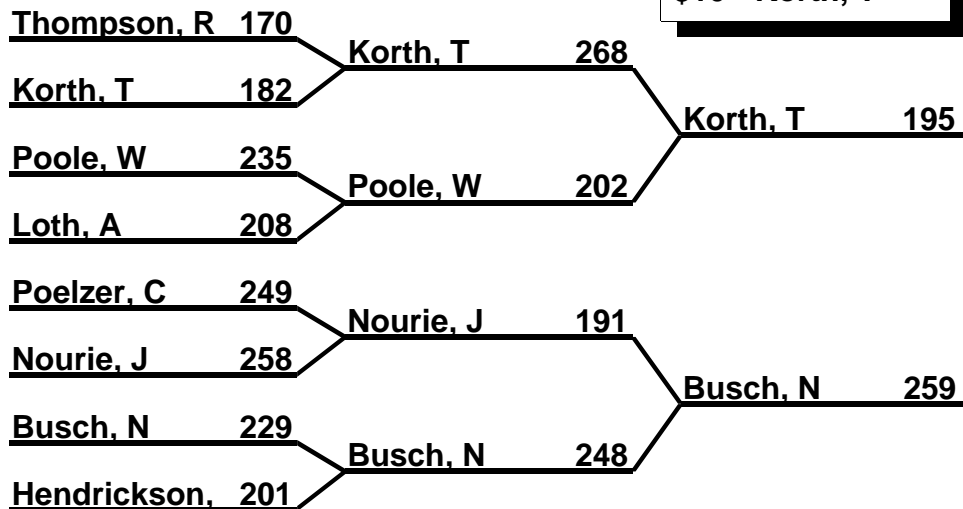 Thompson, R 170
Korth, T 182
Poole, W 235
Loth, A 208
Poelzer, C 249
Nourie, J 258
Busch, N 229
Hendrickson, 201
Korth, T 268
Poole, W 202
Nourie, J 191
Busch, N 248
Korth, T 195
Busch, N 259